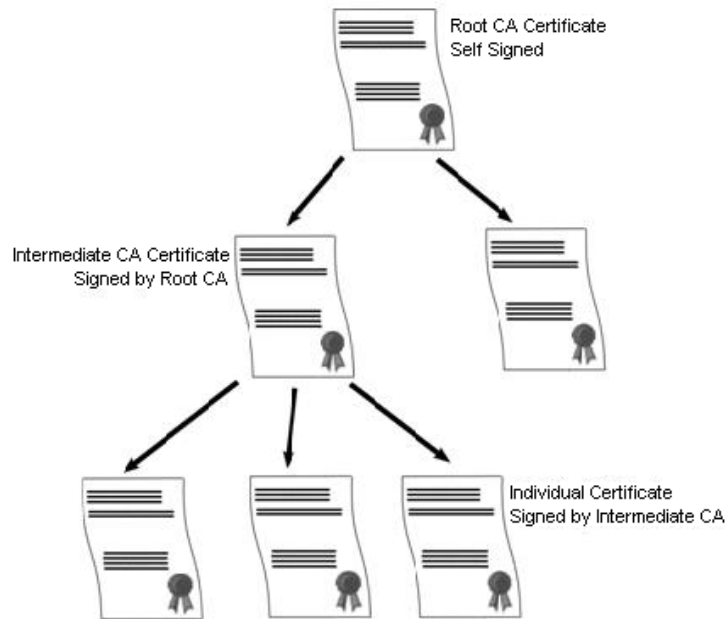 Root CA Certificate
Self Signed
Intermediate CA Certificate
Signed by Root CA
Individual Certificate
Signed by Intermediate CA